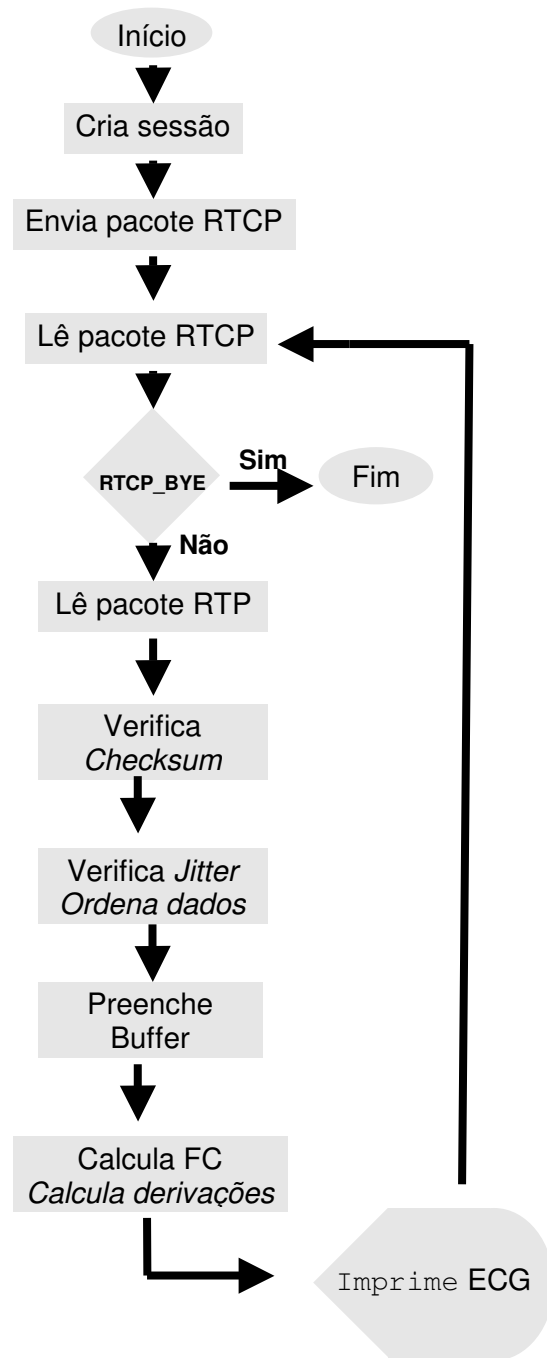 Início
Cria sessão
Envia pacote RTCP
Lê pacote RTCP
RTCP_BYE
Sim
Fim
Não
Lê pacote RTP
Verifica
Checksum
Verifica Jitter
Ordena dados
Preenche
Buffer
Calcula FC
Calcula derivações
Imprime ECG